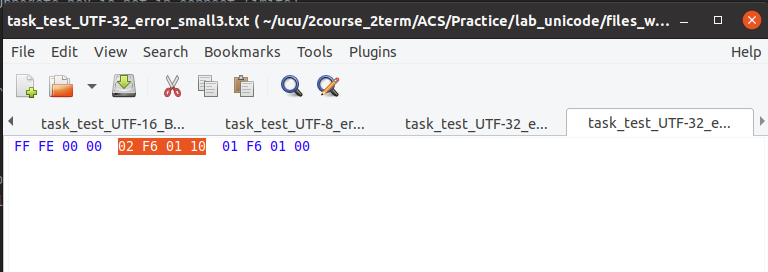 task_test_UTF-32_error_small3.txt ( ~/ucu/2course_2term/ACS/Practice/lab_unicode/files_w...
File Edit View Search Bookmarks Tools Plugins Help
task_test_UTF-16_B... task_test_UTF-8_er... task_test_UTF-32_e... task_test_UTF-32_e...
FF FE 00 00 02 F6 01 10 01 F6 01 00